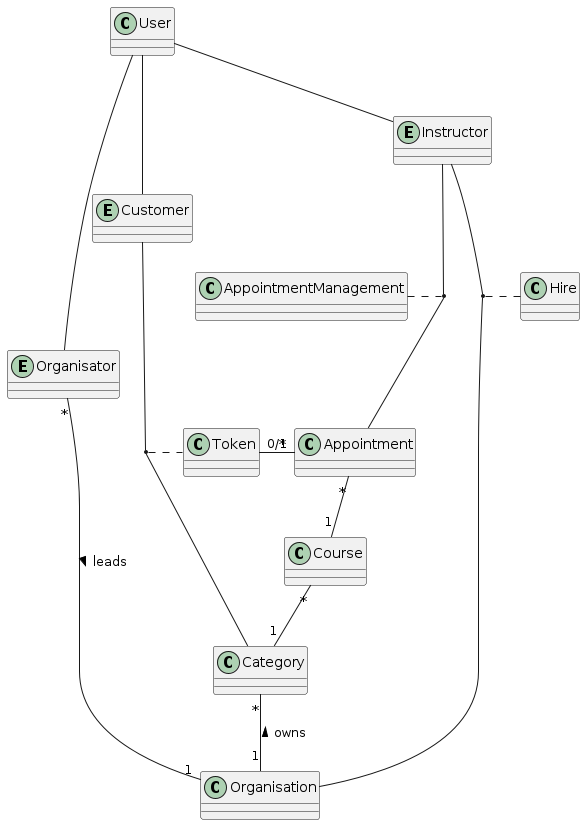 C User
E Instructor
E Customer
C AppointmentManagement
C Hire
E Organisator
*
C Token
0/1
*
C Appointment
*
1
C Course
leads
*
1
C Category
*
owns
1
1
C Organisation